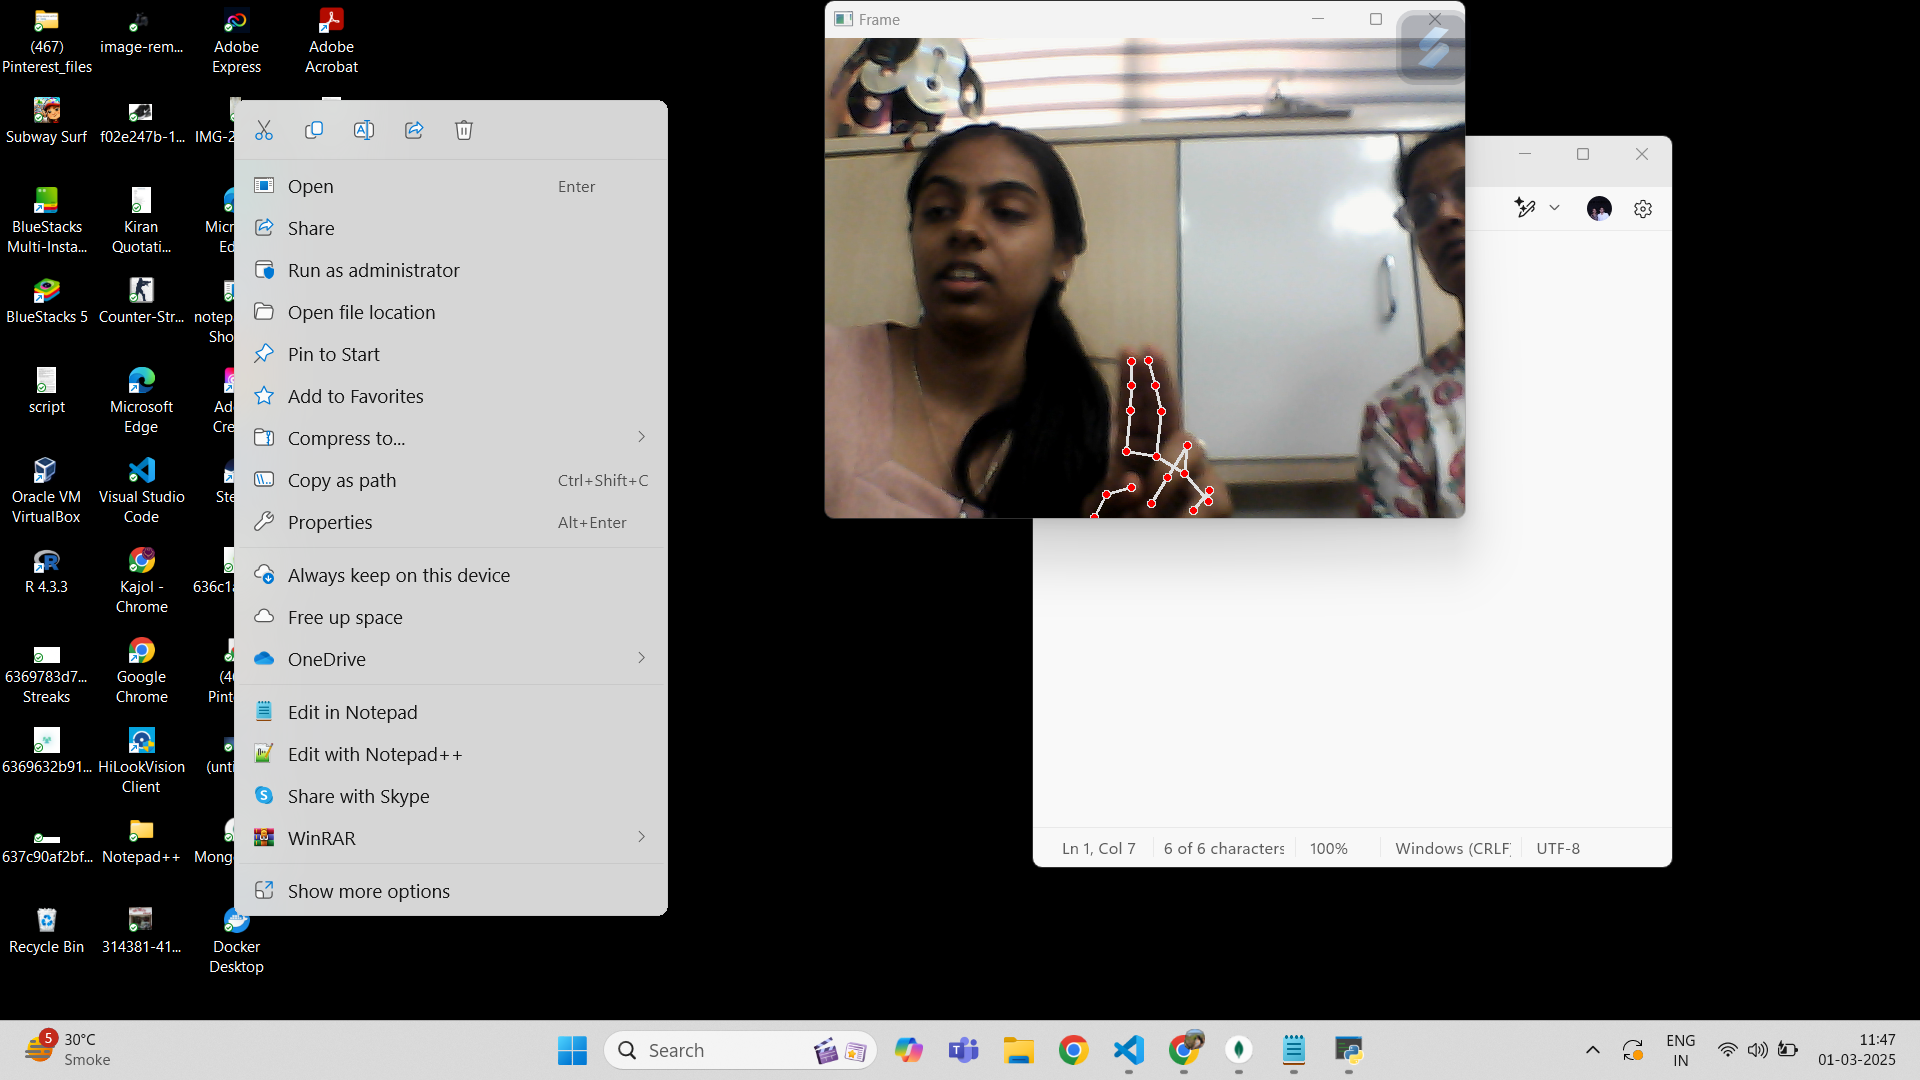 (467)
Pinterest_files
image-rem...
Adobe
Express
Adobe
Acrobat
Subway Surf
f02e247b-1...
IMG-2
BlueStacks
Multi-Insta...
Kiran
Quotati...
Micr
Ed
BlueStacks 5
Counter-Str...
notep
Sho
script
Microsoft
Edge
Ad
Cre
Oracle VM
VirtualBox
Visual Studio
Code
Ste
R 4.3.3
Kajol -
Chrome
636c1
6369783d7...
Streaks
Google
Chrome
(4
Pint
6369632b91...
HiLookVision
Client
(unti
637c90af2bf...
Notepad++
Mong
Recycle Bin
314381-41...
Docker
Desktop
Open Enter
Share
Run as administrator
Open file location
Pin to Start
Add to Favorites
Compress to...
Copy as path Ctrl+Shift+C
Properties Alt+Enter
Always keep on this device
Free up space
OneDrive
Edit in Notepad
Edit with Notepad++
Share with Skype
WinRAR
Show more options
Frame
Ln 1, Col 7 6 of 6 characters 100% Windows (CRLF) UTF-8
5
30°C
Smoke
Search
ENG
IN
11:47
01-03-2025